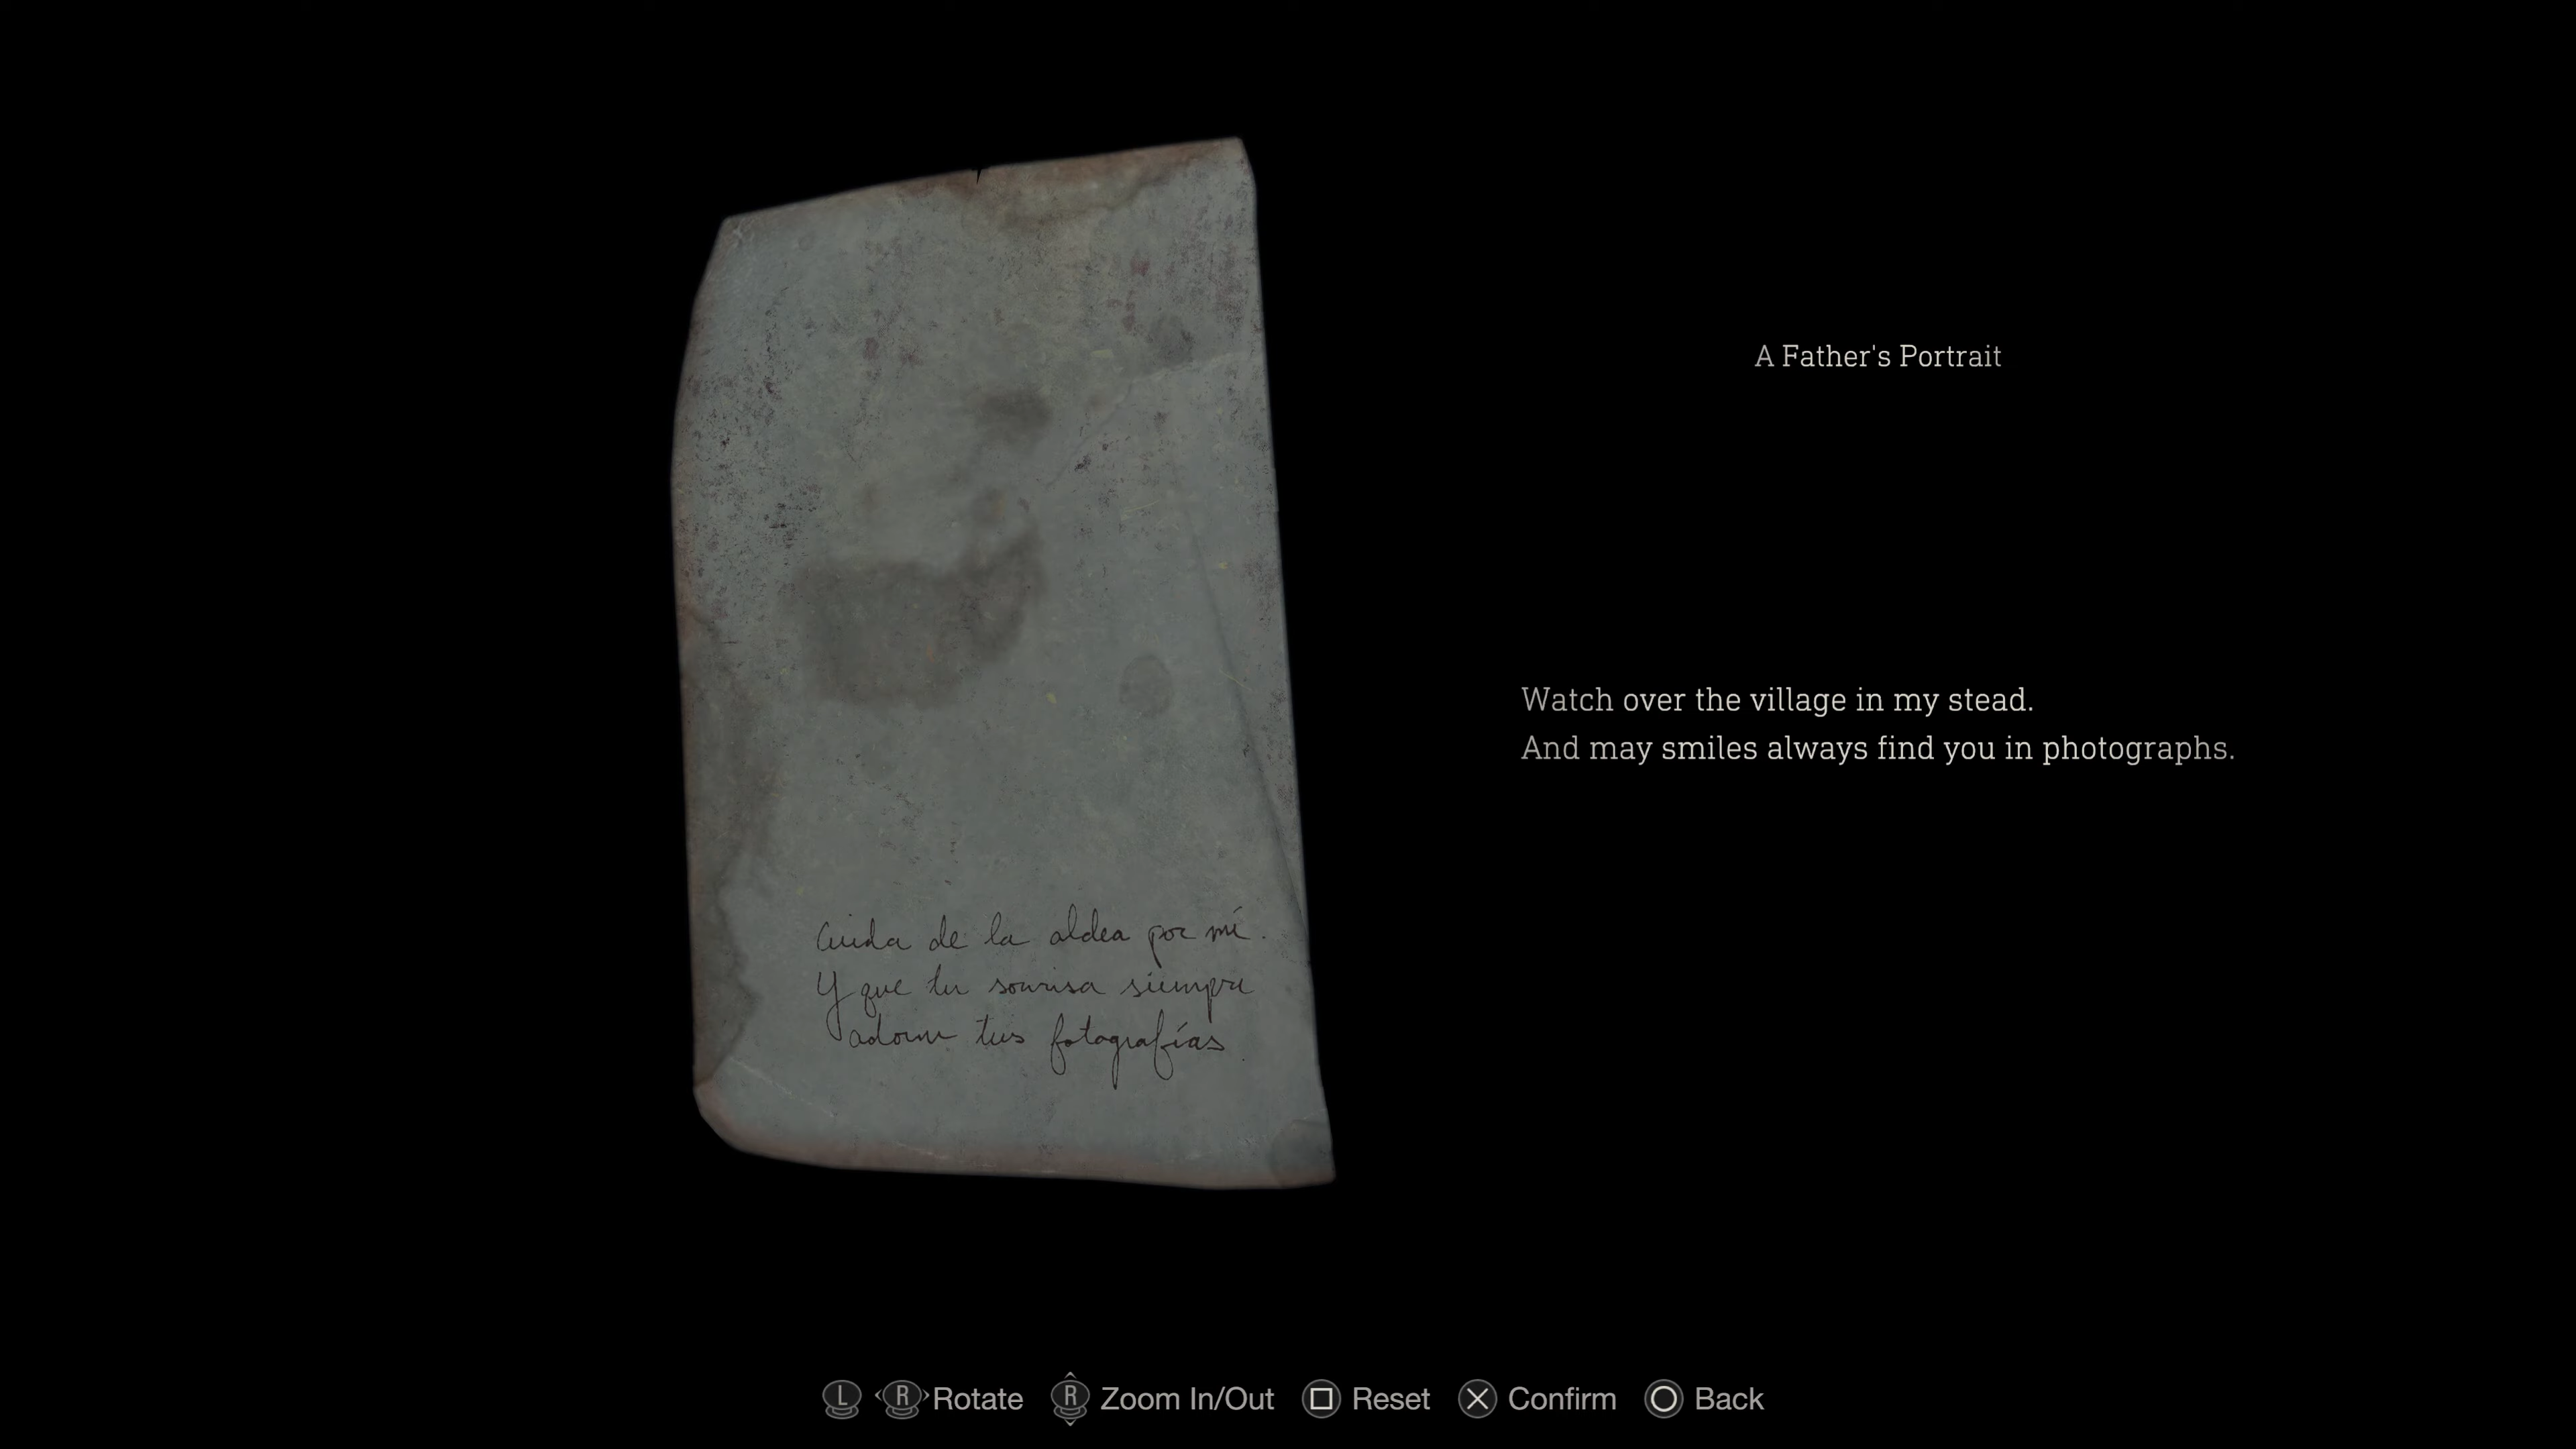 A Father's Portrait
Watch over the village in my stead.
And may smiles always find you in photographs.
Cuida de la aldea por mí.
Y que tu sonrisa siempre
adorne tus fotografías.
L R Rotate R Zoom In/Out Reset Confirm Back